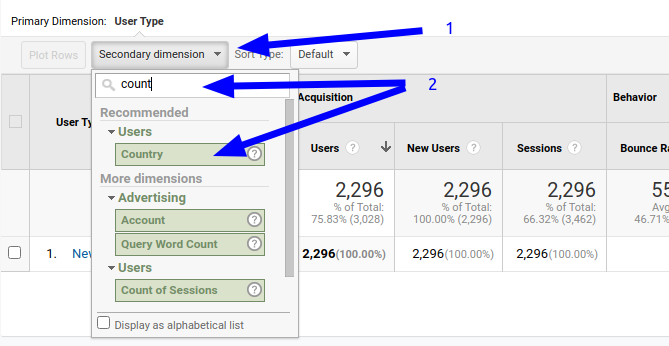 Primary Dimension: User Type
1
Plot Rows Secondary dimension Sort Type: Default
count
2
Acquisition Behavior
Recommended
Users
User Ty Users ? New Users ? Sessions ? Bounce Ra
Country ?
More dimensions
Advertising
2,296 2,296 2,296 55
Account ?
% of Total: % of Total: % of Total: Avg
75.83% (3,028) 100.00% (2,296) 66.32% (3,462) 46.71%
Query Word Count ?
1. Nev 2,296(100.00%) 2,296(100.00%) 2,296(100.00%)
Users
Count of Sessions ?
Display as alphabetical list